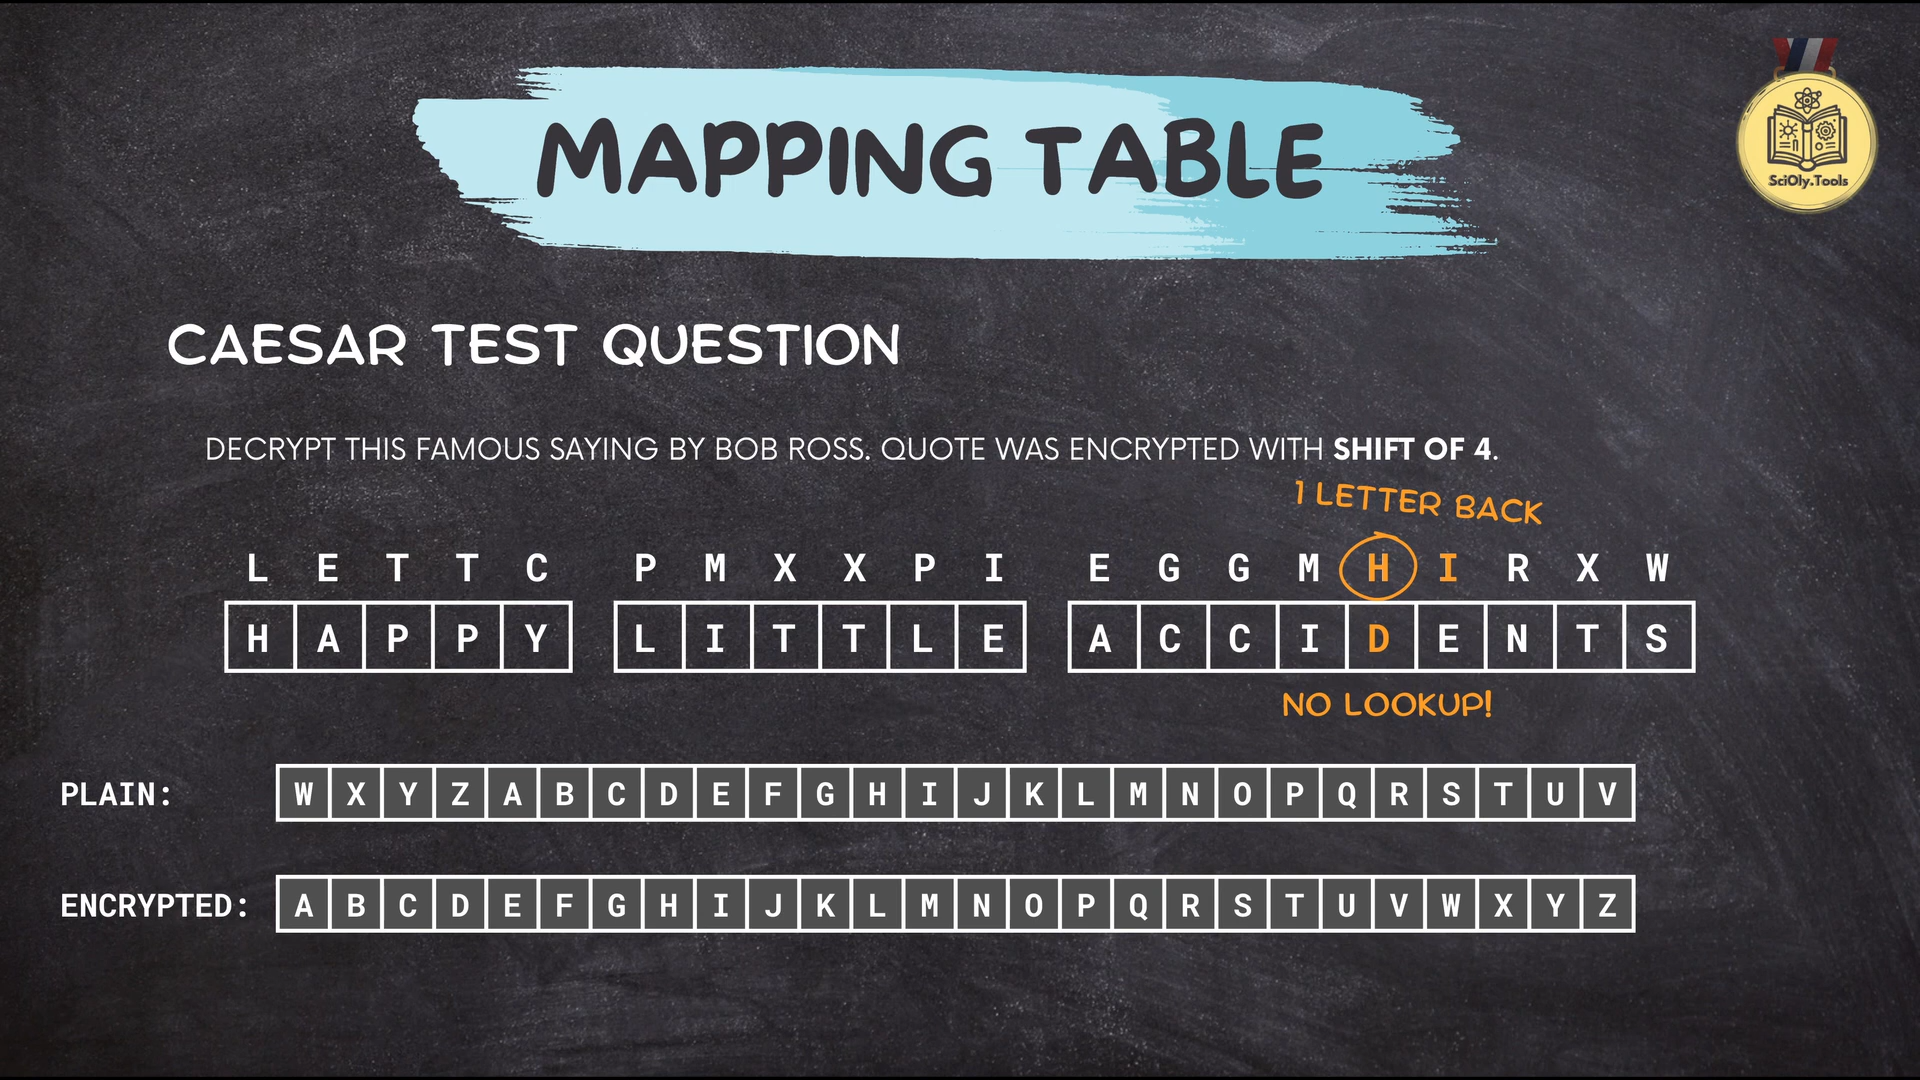 MAPPING TABLE
SciOly.Tools
CAESAR TEST QUESTION
DECRYPT THIS FAMOUS SAYING BY BOB ROSS. QUOTE WAS ENCRYPTED WITH SHIFT OF 4.
1 LETTER BACK
L E T T C P M X X P I E G G M H I R X W
H A P P Y L I T T L E A C C I D E N T S
NO LOOKUP!
PLAIN: W X Y Z A B C D E F G H I J K L M N O P Q R S T U V
ENCRYPTED: A B C D E F G H I J K L M N O P Q R S T U V W X Y Z